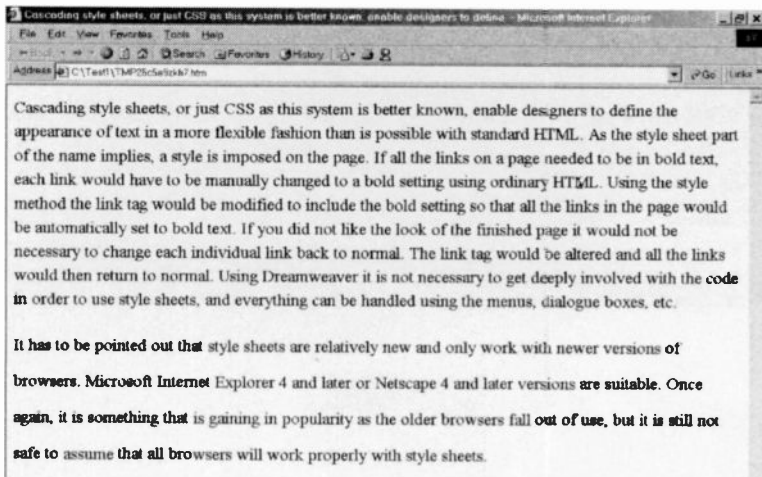 Cascading style sheets, or just CSS as this system is better known, enable designers to define - Microsoft Internet Explorer
File Edit View Favorites Tools Help
Search Favorites History
Address C:\Test1\ Go Links »
Cascading style sheets, or just CSS as this system is better known, enable designers to define the
appearance of text in a more flexible fashion than is possible with standard HTML. As the style sheet part
of the name implies, a style is imposed on the page. If all the links on a page needed to be in bold text,
each link would have to be manually changed to a bold setting using ordinary HTML. Using the style
method the link tag would be modified to include the bold setting so that all the links in the page would
be automatically set to bold text. If you did not like the look of the finished page it would not be
necessary to change each individual link back to normal. The link tag would be altered and all the links
would then return to normal. Using Dreamweaver it is not necessary to get deeply involved with the code
in order to use style sheets, and everything can be handled using the menus, dialogue boxes, etc.
It has to be pointed out that style sheets are relatively new and only work with newer versions of
browsers. Microsoft Internet Explorer 4 and later or Netscape 4 and later versions are suitable. Once
again, it is something that is gaining in popularity as the older browsers fall out of use, but it is still not
safe to assume that all browsers will work properly with style sheets.